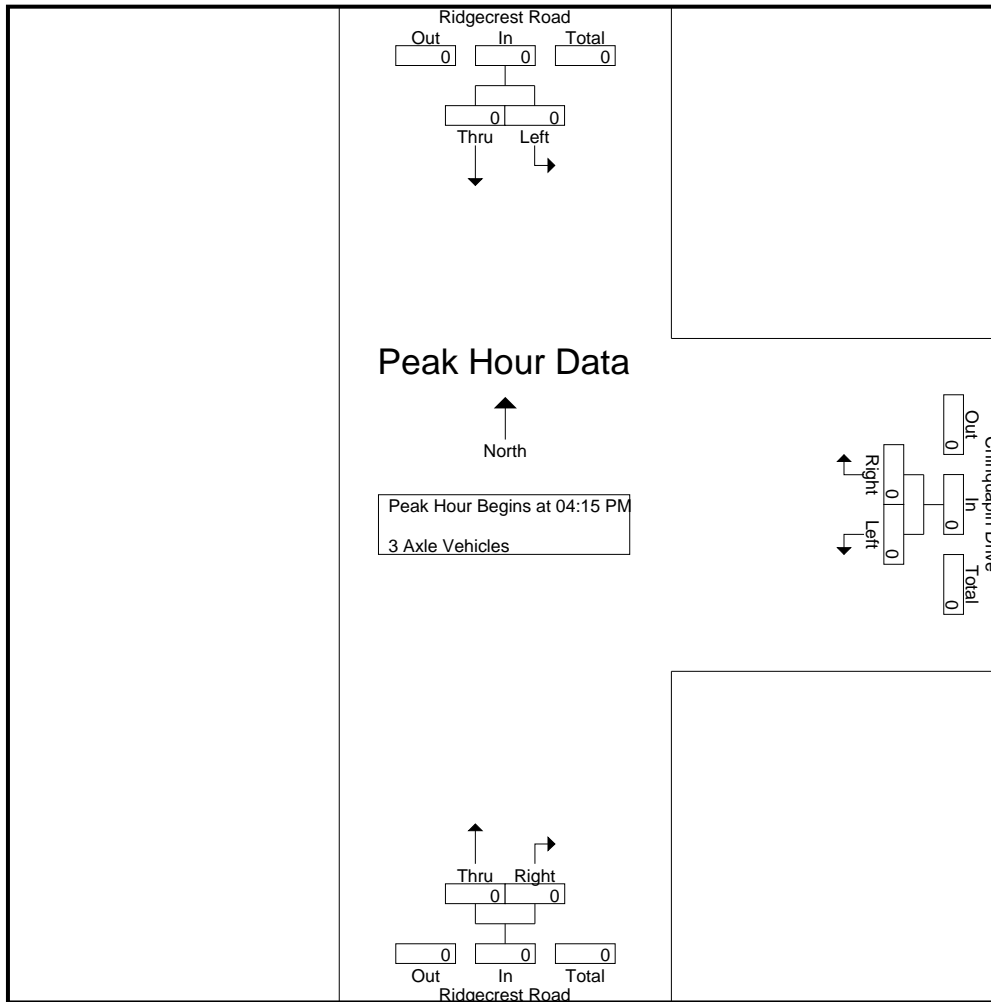 Ridgecrest Road
Out In Total
0 0 0
0 0
Thru Left
Peak Hour Data
North
Peak Hour Begins at 04:15 PM
3 Axle Vehicles
Chinquapin Drive
Out In Total
0 0 0
Right Left
0 0
Thru Right
0 0
0 0 0
Out In Total
Ridgecrest Road